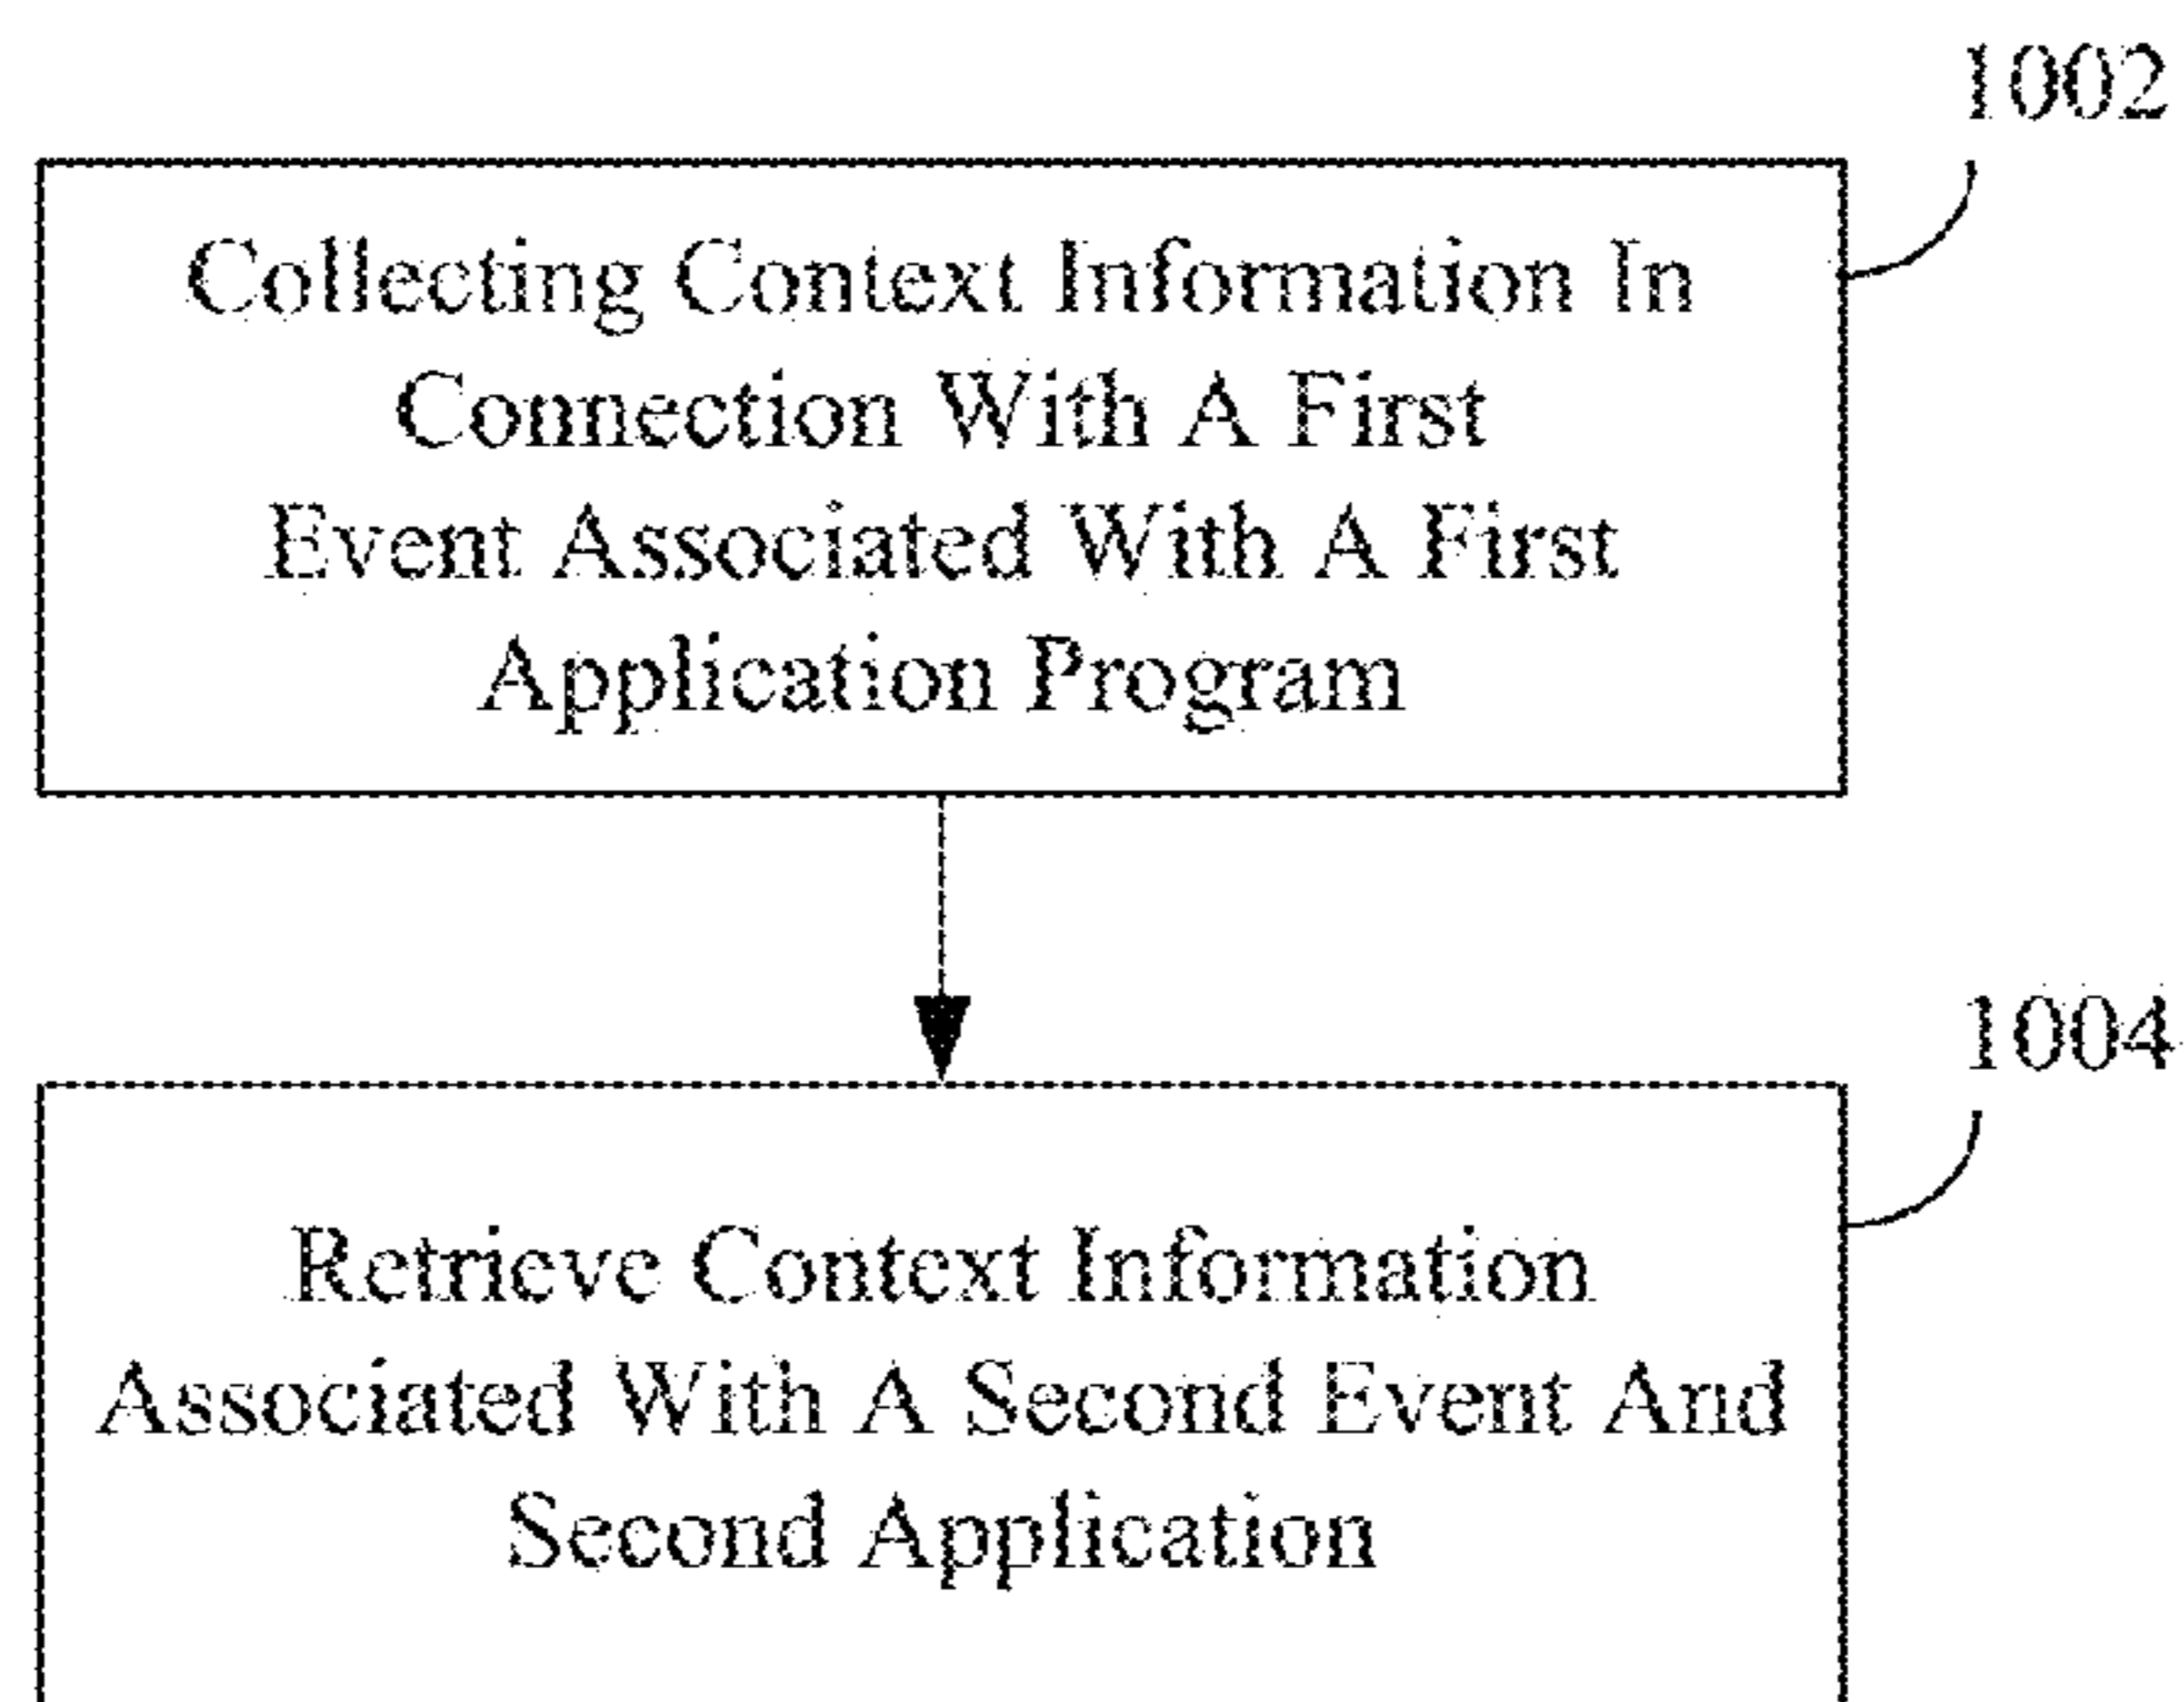 1002
Collecting Context Information In
Connection With A First
Event Associated With A First
Application Program
1004
Retrieve Context Information
Associated With A Second Event And
Second Application